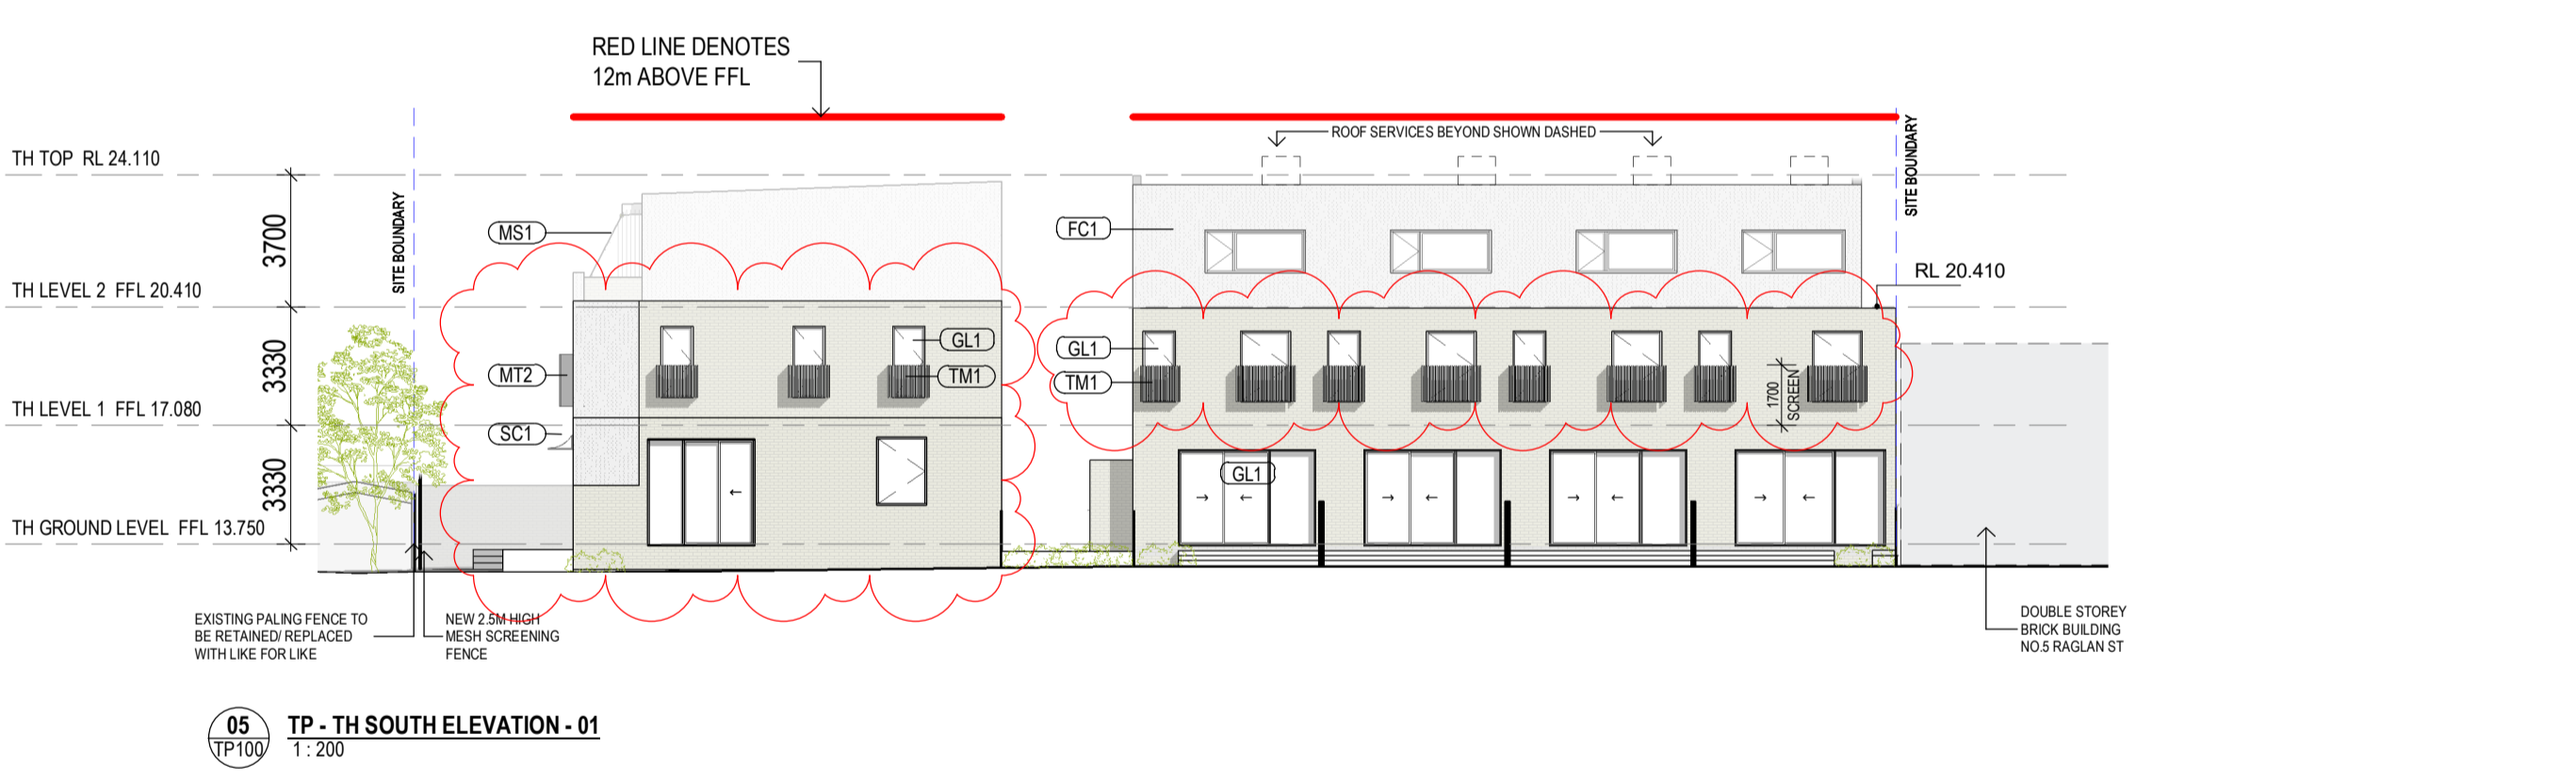 RED LINE DENOTES
12m ABOVE FFL
ROOF SERVICES BEYOND SHOWN DASHED
TH TOP RL 24.110
SITE BOUNDARY
SITE BOUNDARY
3700
MS1
FC1
RL 20.410
TH LEVEL 2 FFL 20.410
GL1
GL1
3330
MT2
TM1
TM1
1700
SCREEN
TH LEVEL 1 FFL 17.080
SC1
GL1
3330
TH GROUND LEVEL FFL 13.750
EXISTING PALING FENCE TO
BE RETAINED/ REPLACED
WITH LIKE FOR LIKE
NEW 2.5M HIGH
MESH SCREENING
FENCE
DOUBLE STOREY
BRICK BUILDING
NO.5 RAGLAN ST
05
TP100
TP - TH SOUTH ELEVATION - 01
1 : 200